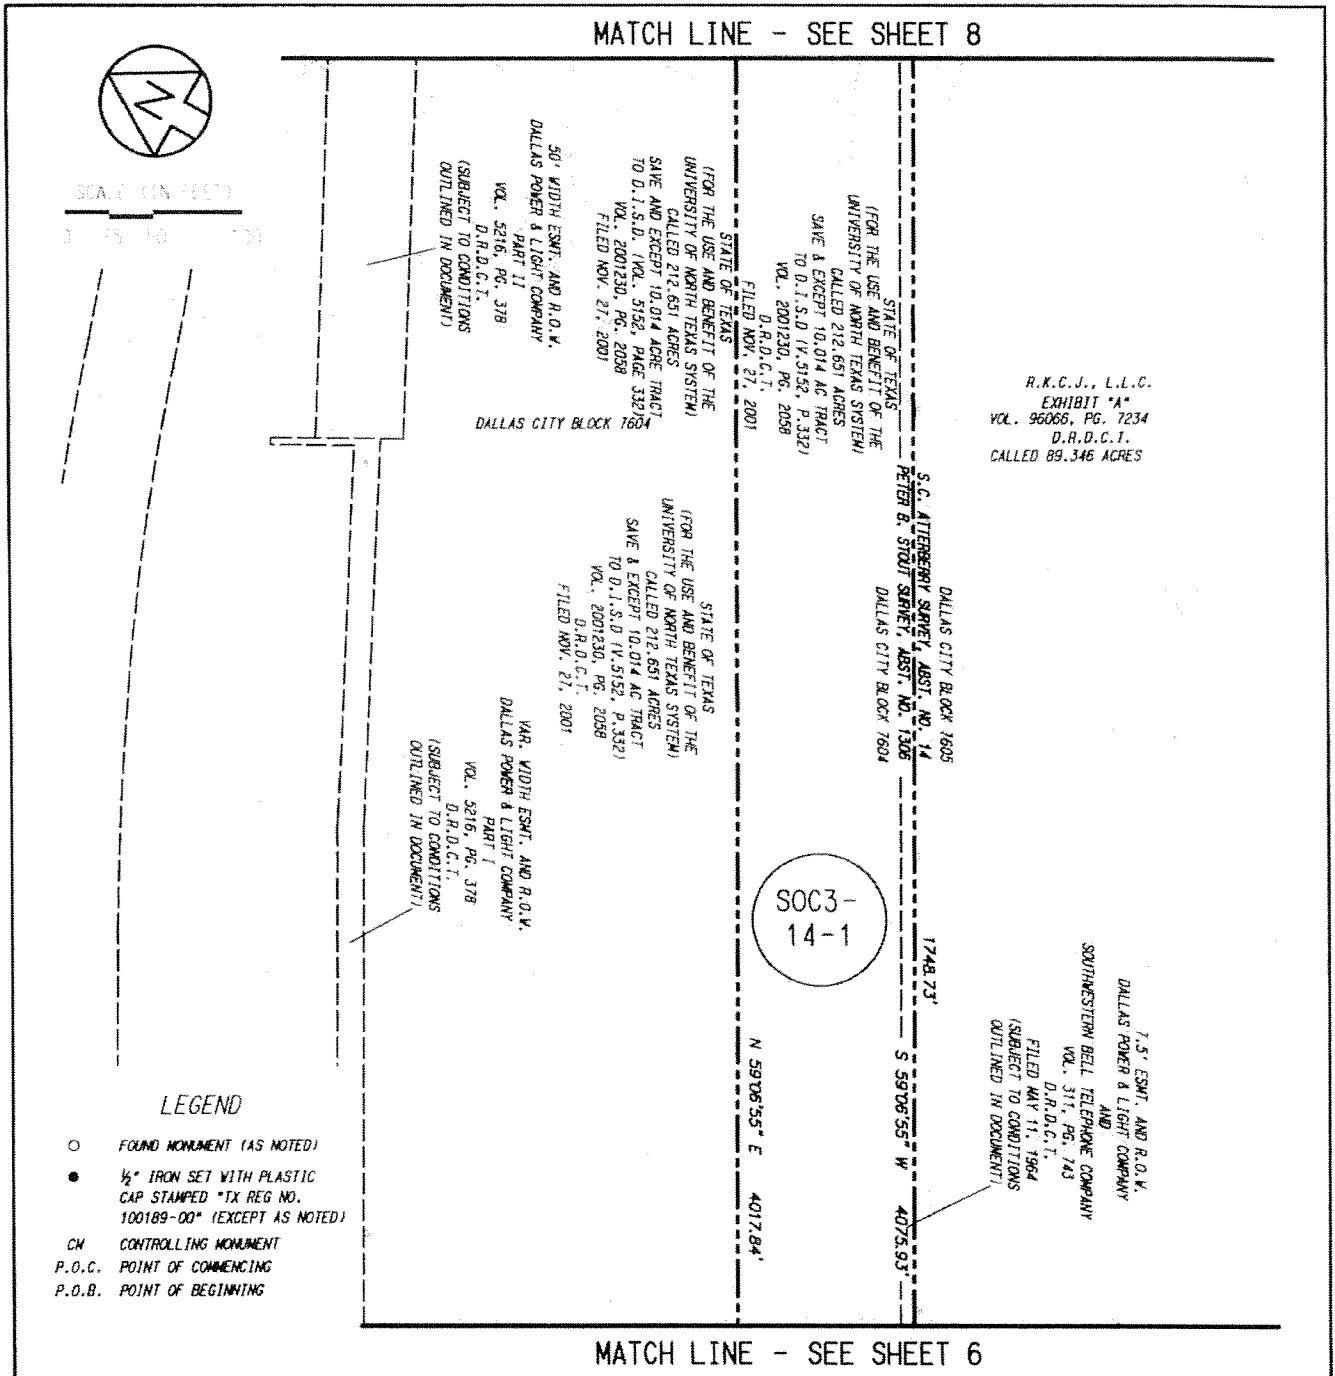 MATCH LINE - SEE SHEET 8
N
SCALE (IN FEET)
50' WIDTH ESMT. AND R.O.W.
DALLAS POWER & LIGHT COMPANY
PART II
VOL. 5216, PG. 378
D.R.D.C.T.
(SUBJECT TO CONDITIONS
OUTLINED IN DOCUMENT)
STATE OF TEXAS
(FOR THE USE AND BENEFIT OF THE
UNIVERSITY OF NORTH TEXAS SYSTEM)
CALLED 212.651 ACRES
SAVE AND EXCEPT 10.014 ACRE TRACT
TO D.I.S.D. (VOL. 5152, PAGE 332)
VOL. 2001230, PG. 2058
FILED NOV. 27, 2001
STATE OF TEXAS
(FOR THE USE AND BENEFIT OF THE
UNIVERSITY OF NORTH TEXAS SYSTEM)
CALLED 212.651 ACRES
SAVE & EXCEPT 10.014 AC TRACT
TO D.I.S.D (V.5152, P.332)
VOL. 2001230, PG. 2058
D.R.D.C.T.
FILED NOV. 27, 2001
R.K.C.J., L.L.C.
EXHIBIT "A"
VOL. 96066, PG. 7234
D.R.D.C.T.
CALLED 89.346 ACRES
DALLAS CITY BLOCK 7604
STATE OF TEXAS
(FOR THE USE AND BENEFIT OF THE
UNIVERSITY OF NORTH TEXAS SYSTEM)
CALLED 212.651 ACRES
SAVE & EXCEPT 10.014 AC TRACT
TO D.I.S.D (V.5152, P.332)
VOL. 2001230, PG. 2058
D.R.D.C.T.
FILED NOV. 27, 2001
DALLAS CITY BLOCK 7605
S.C. ATTERBERRY SURVEY, ABST. NO. 14
PETER B. STOUT SURVEY, ABST. NO. 1306
DALLAS CITY BLOCK 7604
VAR. WIDTH ESMT. AND R.O.W.
DALLAS POWER & LIGHT COMPANY
PART I
VOL. 5216, PG. 378
D.R.D.C.T.
(SUBJECT TO CONDITIONS
OUTLINED IN DOCUMENT)
SOC3-
14-1
1748.73'
7.5' ESMT. AND R.O.W.
DALLAS POWER & LIGHT COMPANY
AND
SOUTHWESTERN BELL TELEPHONE COMPANY
VOL. 311, PG. 743
D.R.D.C.T.
FILED MAY 11, 1964
(SUBJECT TO CONDITIONS
OUTLINED IN DOCUMENT)
N 59°06'55" E 4017.84'
S 59°06'55" W 4075.93'
LEGEND
○ FOUND MONUMENT (AS NOTED)
● ½" IRON SET WITH PLASTIC
CAP STAMPED "TX REG NO.
100189-00" (EXCEPT AS NOTED)
CM CONTROLLING MONUMENT
P.O.C. POINT OF COMMENCING
P.O.B. POINT OF BEGINNING
MATCH LINE - SEE SHEET 6